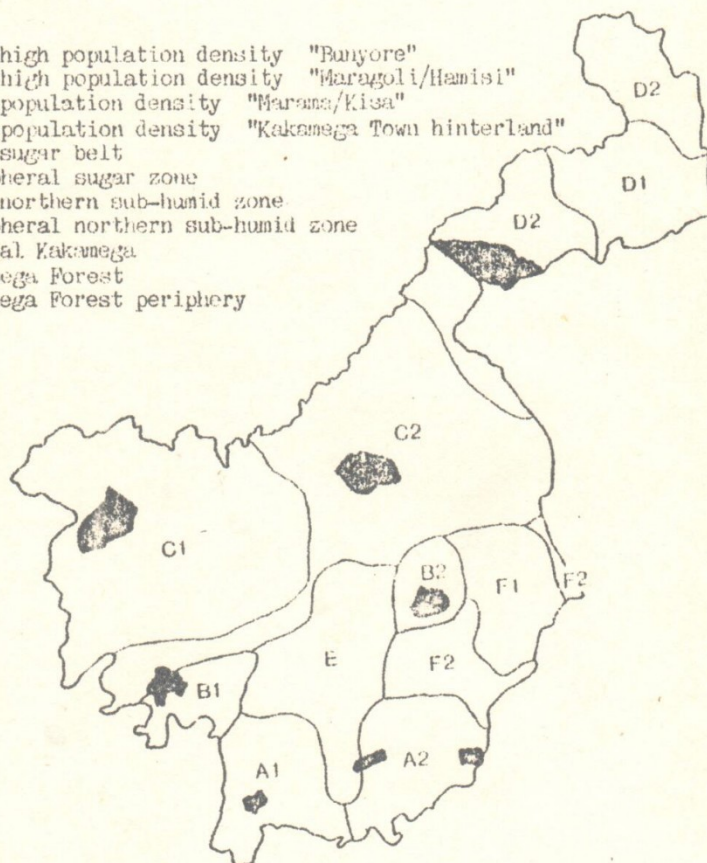 high population density "Bunyore"
high population density "Maragoli/Hamisi"
population density "Marama/Kisa"
population density "Kakamega Town hinterland"
sugar belt
heral sugar zone
northern sub-humid zone
heral northern sub-humid zone
al Kakamega
ega Forest
ega Forest periphery
D2
D1
D2
C2
C1
B2
F1
F2
E
F2
B1
A1
A2